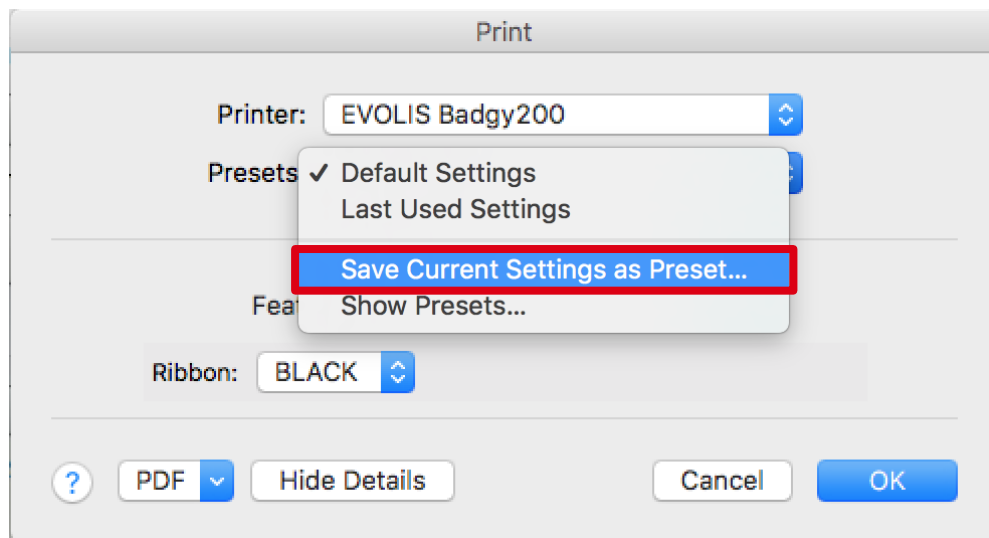 Print
Printer: EVOLIS Badgy200
Presets ✓ Default Settings
Last Used Settings
Save Current Settings as Preset...
Show Presets...
Ribbon: BLACK
? PDF Hide Details Cancel OK